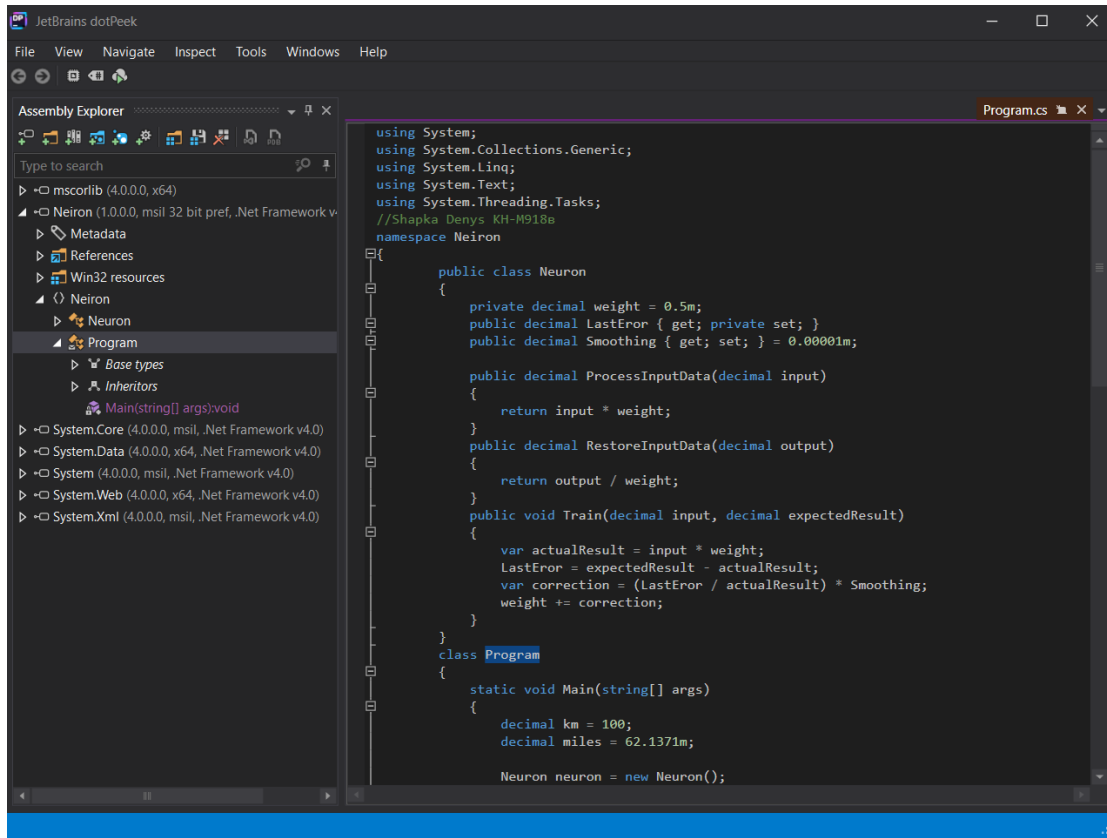 JetBrains dotPeek
File View Navigate Inspect Tools Windows Help
Assembly Explorer
Program.cs
Type to search
mscorlib (4.0.0.0, x64)
Neiron (1.0.0.0, msil 32 bit pref, .Net Framework v
Metadata
References
Win32 resources
Neiron
Neuron
Program
Base types
Inheritors
Main(string[] args):void
System.Core (4.0.0.0, msil, .Net Framework v4.0)
System.Data (4.0.0.0, x64, .Net Framework v4.0)
System (4.0.0.0, msil, .Net Framework v4.0)
System.Web (4.0.0.0, x64, .Net Framework v4.0)
System.Xml (4.0.0.0, msil, .Net Framework v4.0)
using System;
using System.Collections.Generic;
using System.Linq;
using System.Text;
using System.Threading.Tasks;
//Shapka Denys KH-M918в
namespace Neiron
{
public class Neuron
{
private decimal weight = 0.5m;
public decimal LastEror { get; private set; }
public decimal Smoothing { get; set; } = 0.00001m;
public decimal ProcessInputData(decimal input)
{
return input * weight;
}
public decimal RestoreInputData(decimal output)
{
return output / weight;
}
public void Train(decimal input, decimal expectedResult)
{
var actualResult = input * weight;
LastEror = expectedResult - actualResult;
var correction = (LastEror / actualResult) * Smoothing;
weight += correction;
}
}
class Program
{
static void Main(string[] args)
{
decimal km = 100;
decimal miles = 62.1371m;
Neuron neuron = new Neuron();